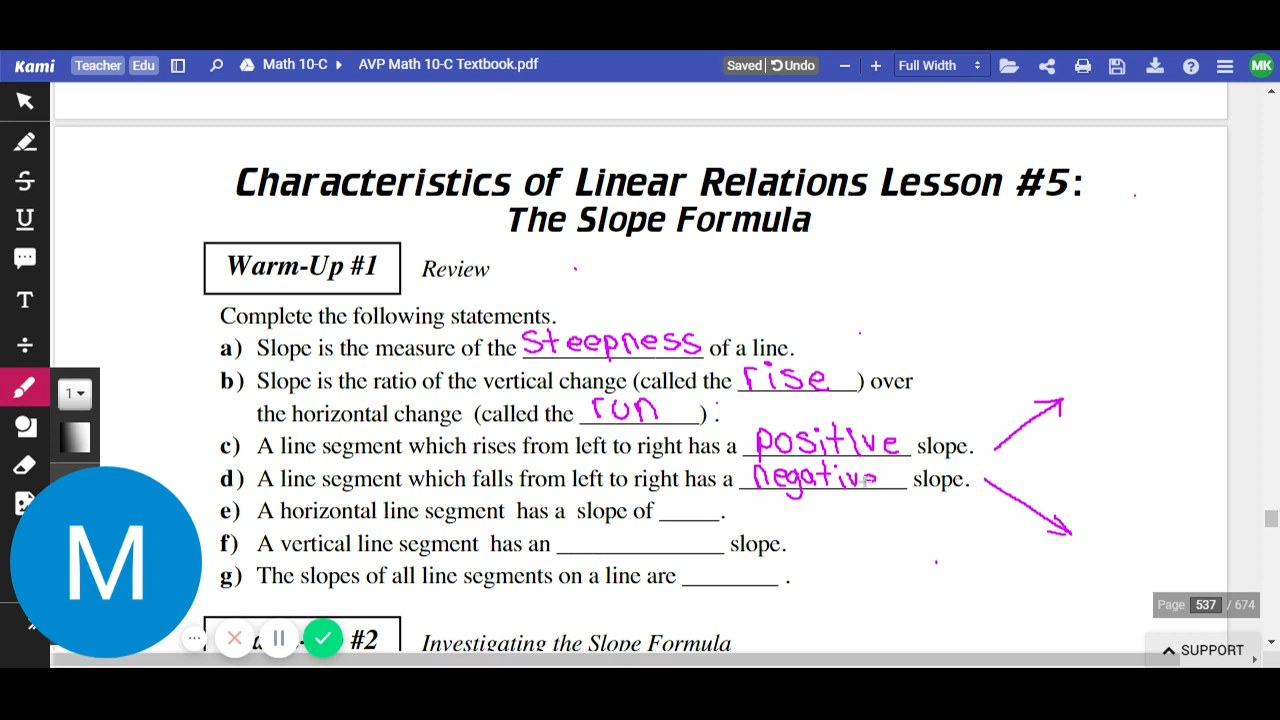 Kami Teacher Edu Math 10-C AVP Math 10-C Textbook.pdf Saved Undo Full Width MK
Characteristics of Linear Relations Lesson #5:
The Slope Formula
Warm-Up #1 Review
Complete the following statements.
a) Slope is the measure of the steepness of a line.
b) Slope is the ratio of the vertical change (called the rise) over
the horizontal change (called the run).
c) A line segment which rises from left to right has a positive slope.
d) A line segment which falls from left to right has a negative slope.
e) A horizontal line segment has a slope of _____.
f) A vertical line segment has an ______________ slope.
g) The slopes of all line segments on a line are ________ .
Page 537 / 674
#2 Investigating the Slope Formula
SUPPORT
T
1
M